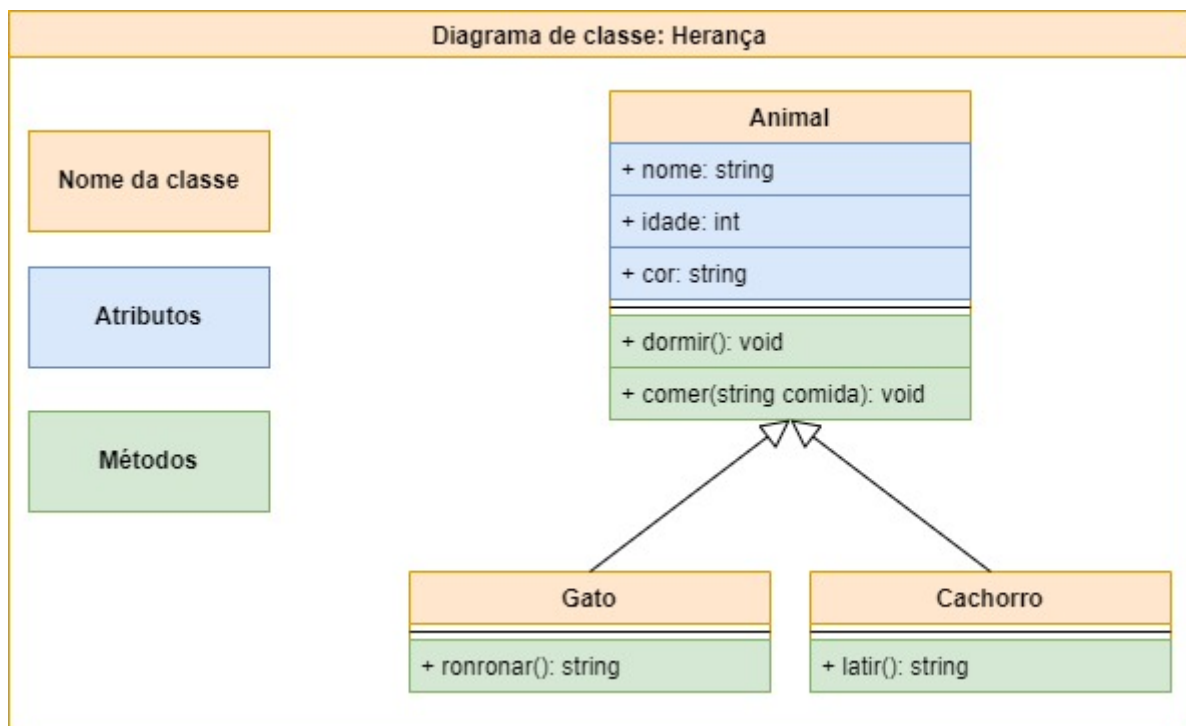 Diagrama de classe: Herança
Nome da classe
Atributos
Métodos
Animal
+ nome: string
+ idade: int
+ cor: string
+ dormir(): void
+ comer(string comida): void
Gato
+ ronronar(): string
Cachorro
+ latir(): string